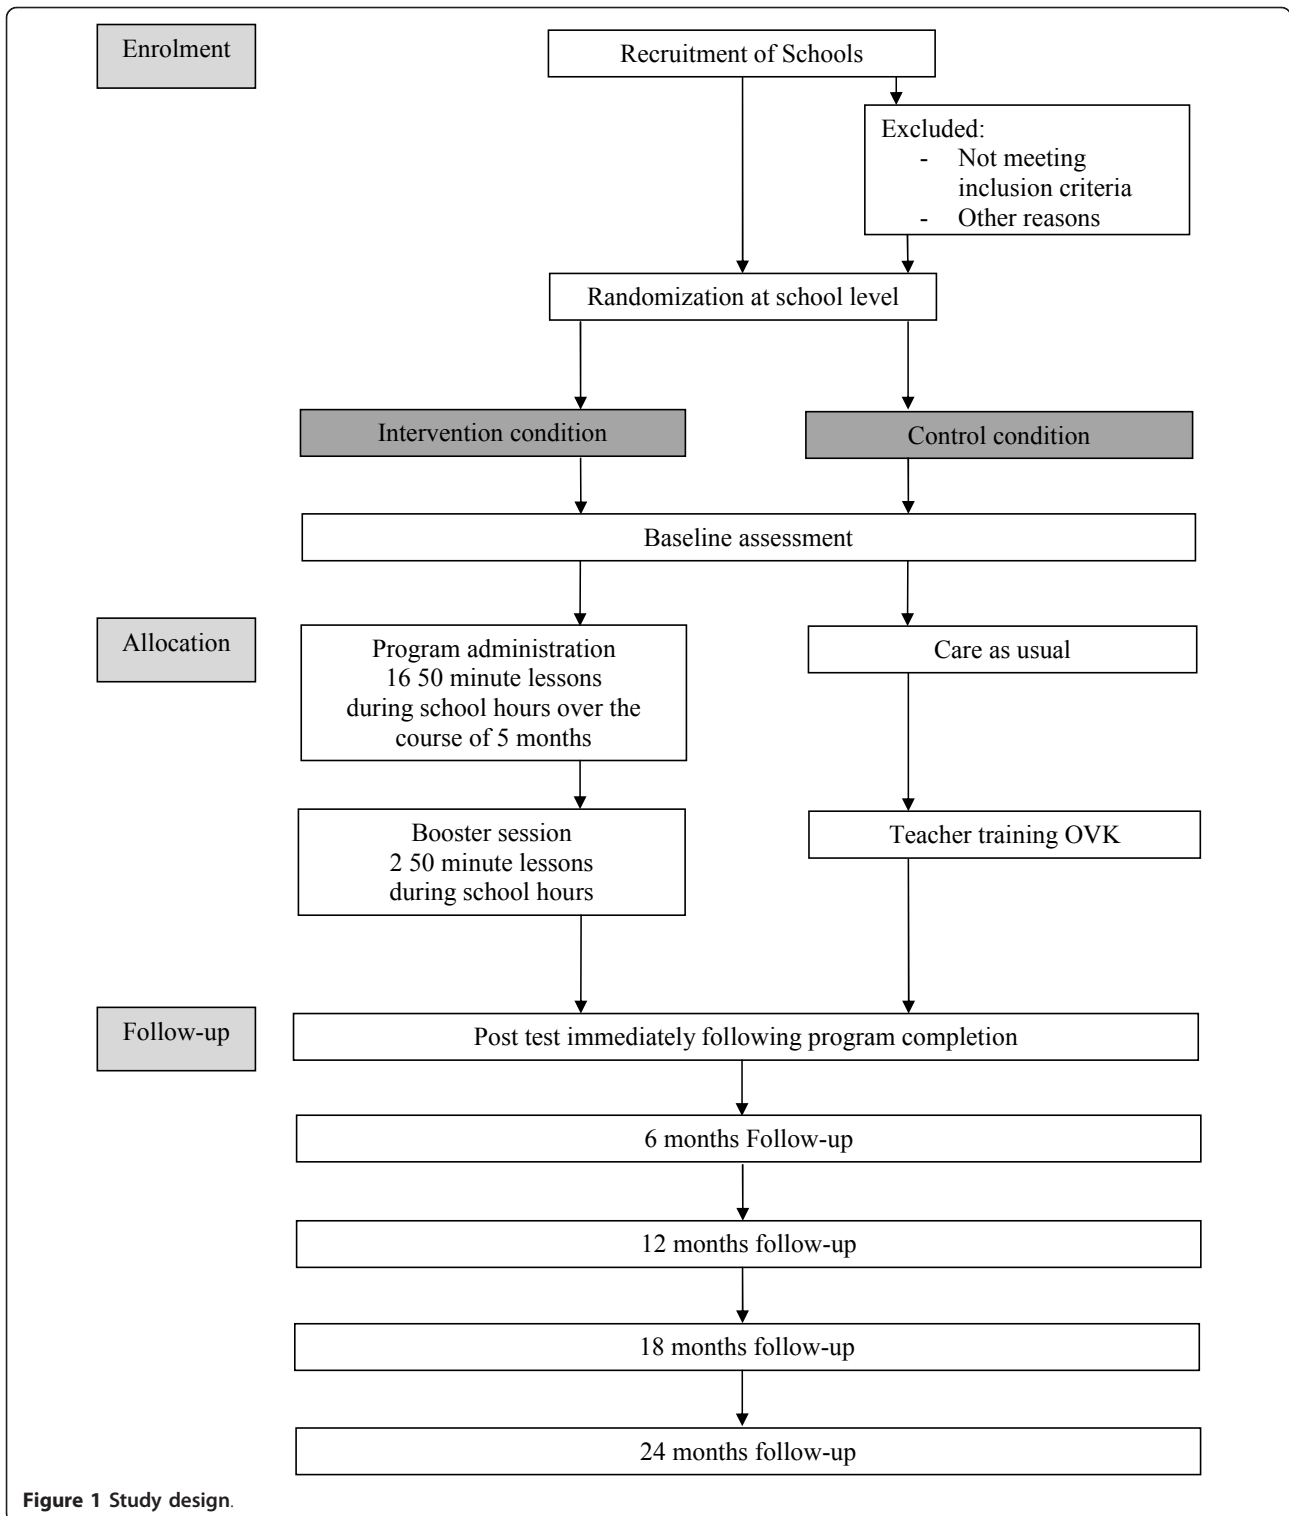 Enrolment
Recruitment of Schools
Excluded:
- Not meeting
inclusion criteria
- Other reasons
Randomization at school level
Intervention condition
Control condition
Baseline assessment
Allocation
Program administration
16 50 minute lessons
during school hours over the
course of 5 months
Care as usual
Booster session
2 50 minute lessons
during school hours
Teacher training OVK
Follow-up
Post test immediately following program completion
6 months Follow-up
12 months follow-up
18 months follow-up
24 months follow-up
Figure 1 Study design.